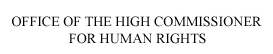 OFFICE OF THE HIGH COMMISSIONER
FOR HUMAN RIGHTS